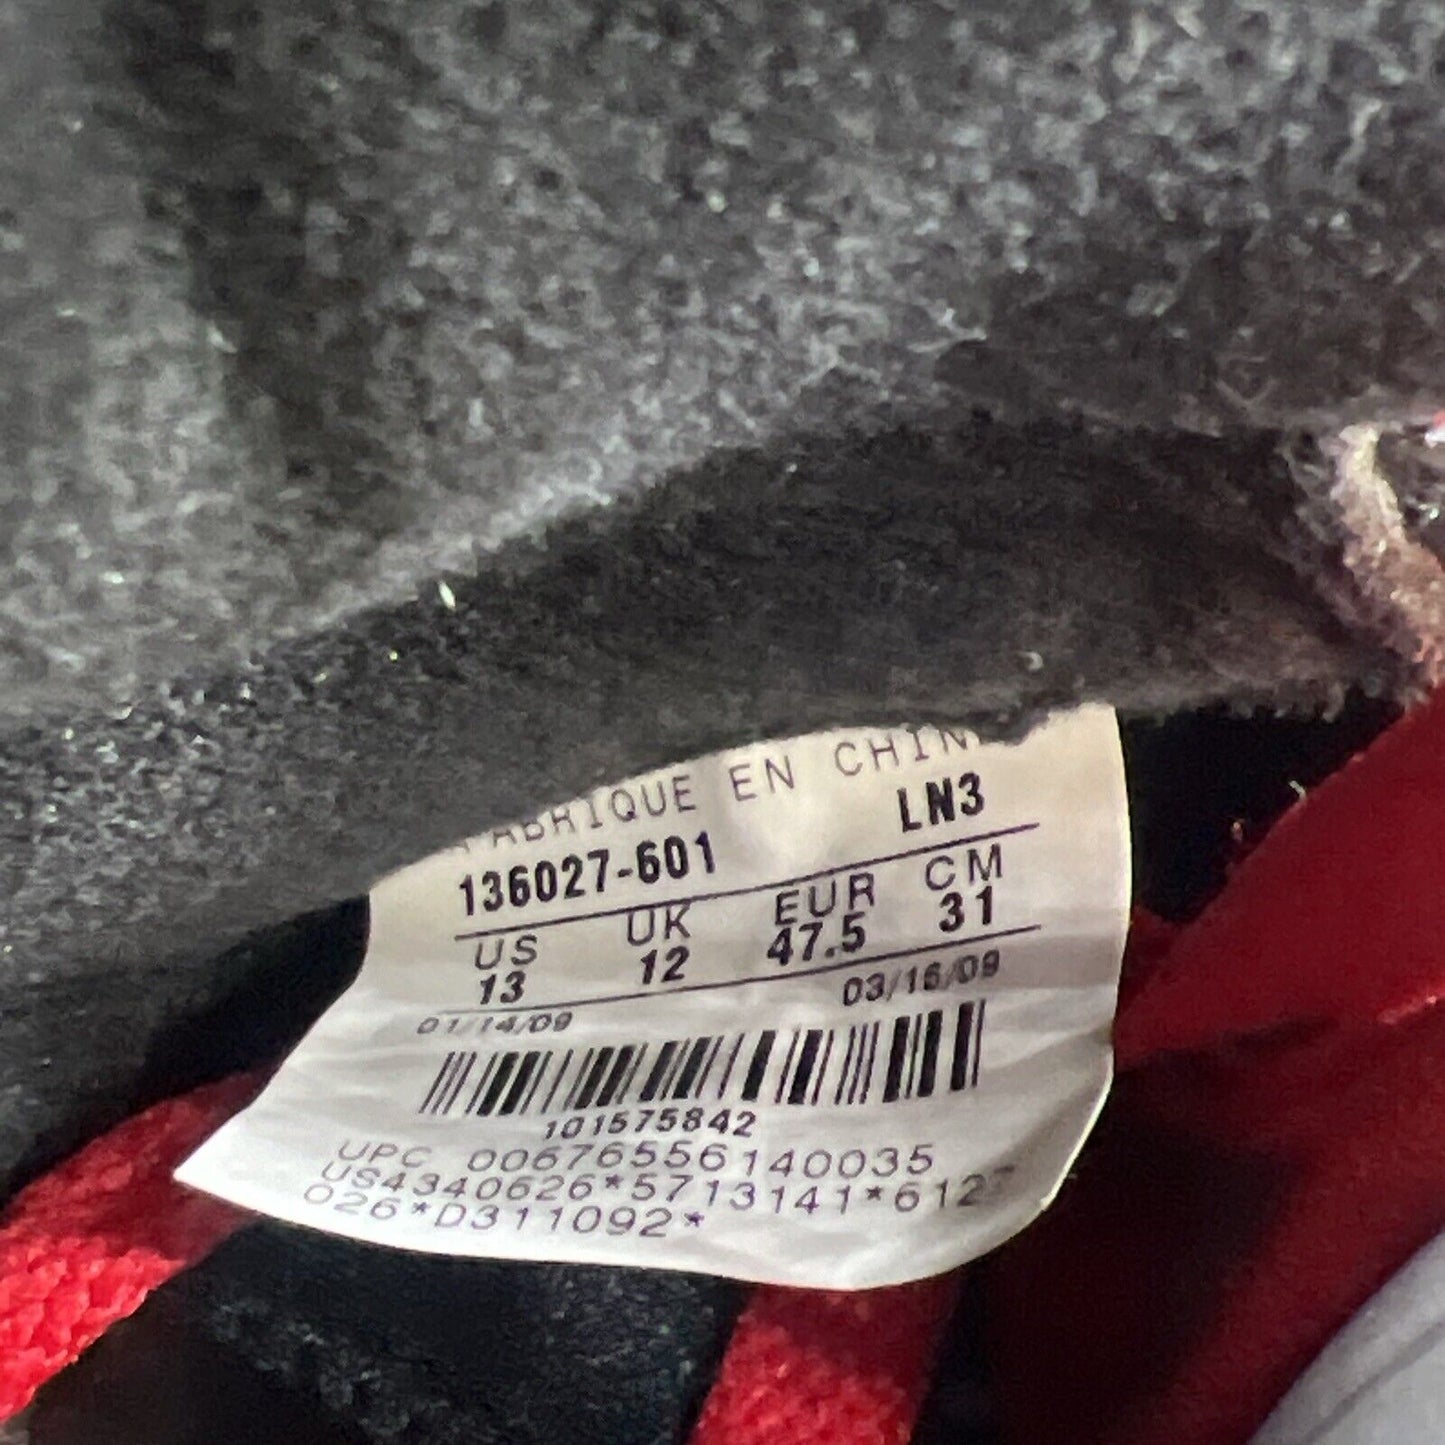 FABRIQUE EN CHINA
136027-601 LN3
US UK EUR CM
13 12 47.5 31
01/14/09 03/16/09
101575842
UPC 00676556140035
US4340626*5713141*6127
026*D311092*